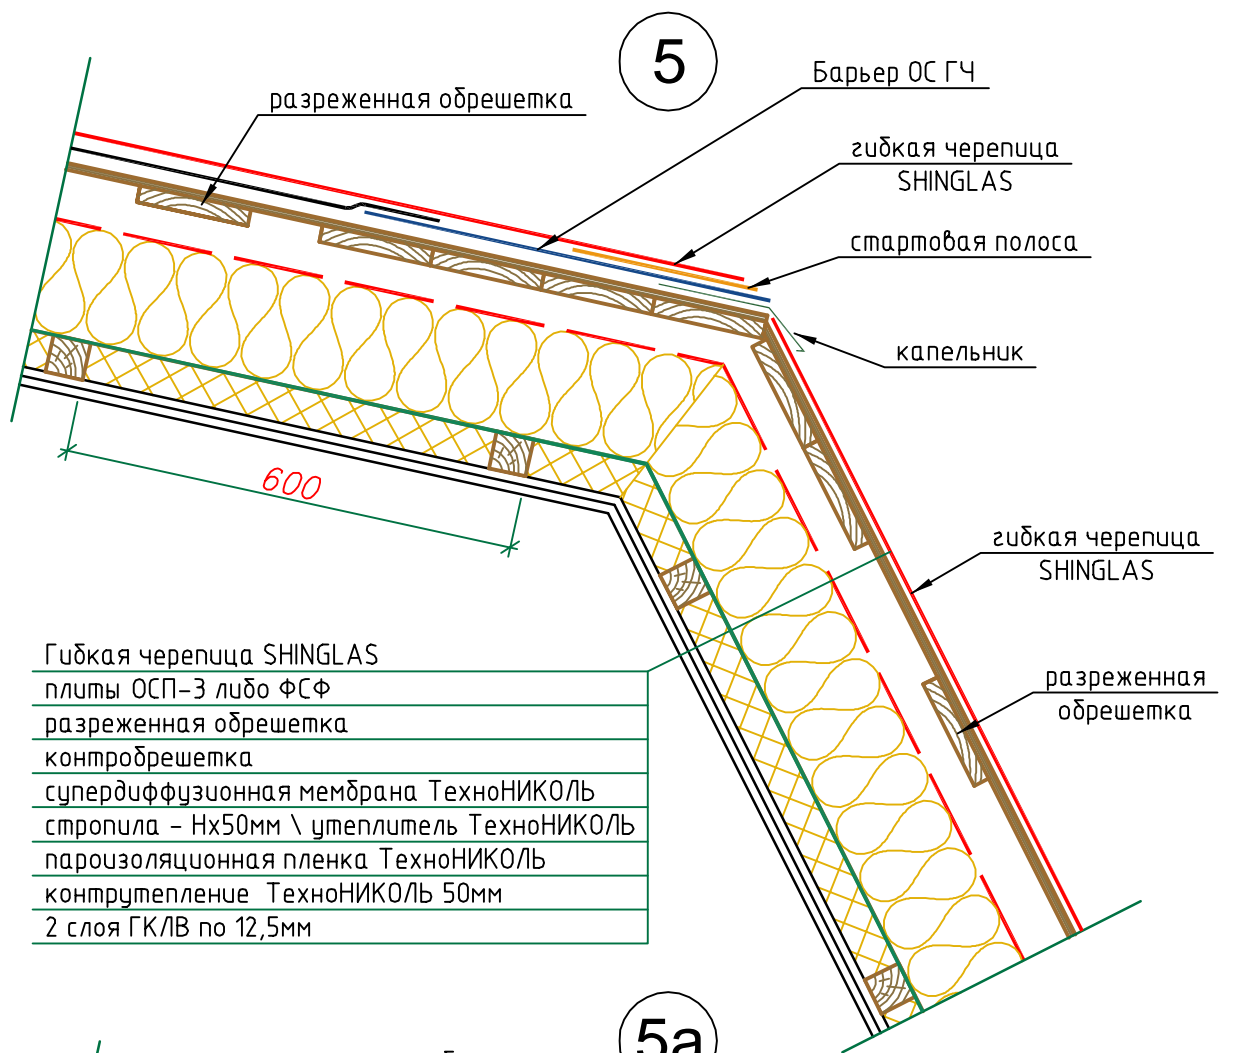 5
Барьер ОС ГЧ
разреженная обрешетка
гибкая черепица
SHINGLAS
стартовая полоса
капельник
600
гибкая черепица
SHINGLAS
разреженная
обрешетка
Гибкая черепица SHINGLAS
плиты ОСП-3 либо ФСФ
разреженная обрешетка
контробрешетка
супердиффузионная мембрана ТехноНИКОЛЬ
стропила - Hx50мм \ утеплитель ТехноНИКОЛЬ
пароизоляционная пленка ТехноНИКОЛЬ
контрутепление ТехноНИКОЛЬ 50мм
2 слоя ГКЛВ по 12,5мм
5а